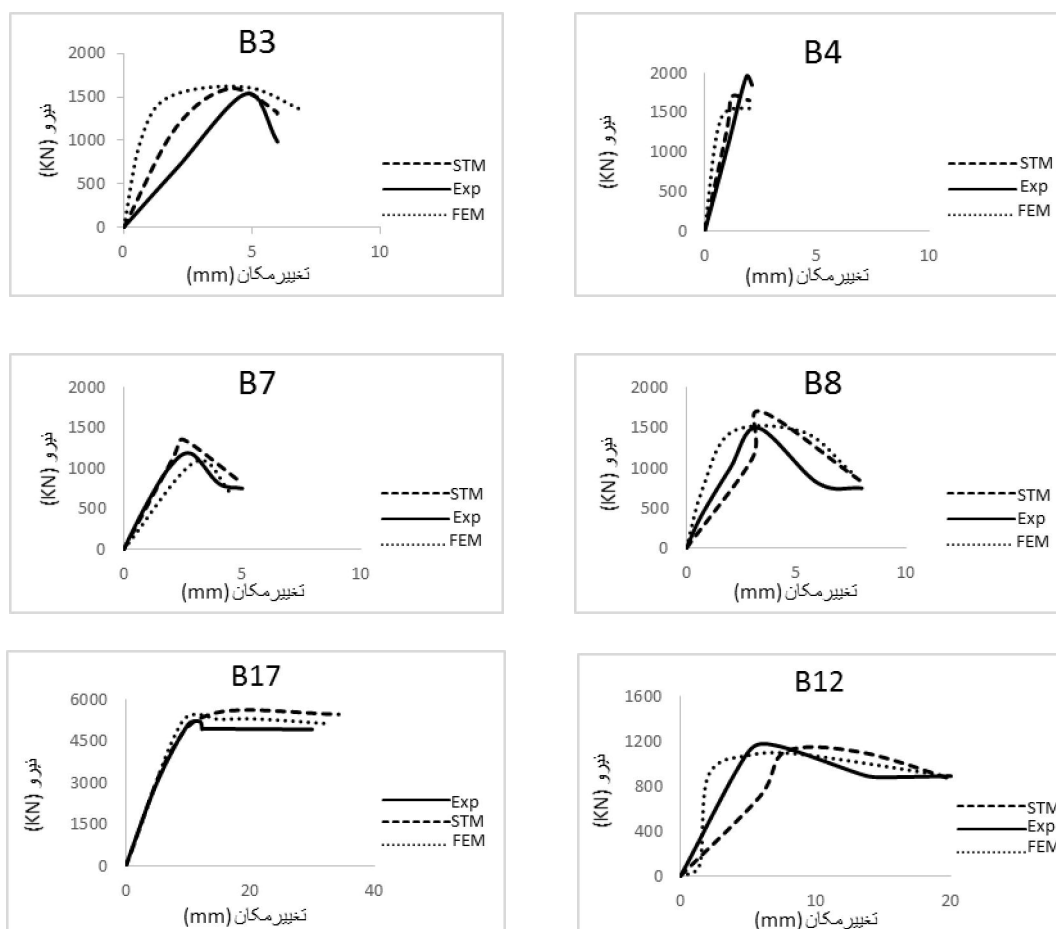 B3
2000
1500
1000
500
0
نیرو (KN)
0 5 10
تغییرمکان (mm)
STM
Exp
FEM
B4
2000
1500
1000
500
0
نیرو (KN)
0 5 10
تغییرمکان (mm)
STM
Exp
FEM
B7
2000
1500
1000
500
0
نیرو (KN)
0 5 10
تغییرمکان (mm)
STM
Exp
FEM
B8
2000
1500
1000
500
0
نیرو (KN)
0 5 10
تغییرمکان (mm)
STM
Exp
FEM
B17
6000
4500
3000
1500
0
نیرو (KN)
0 20 40
تغییرمکان (mm)
Exp
STM
FEM
B12
1600
1200
800
400
0
نیرو (KN)
0 10 20
تغییرمکان (mm)
STM
Exp
FEM